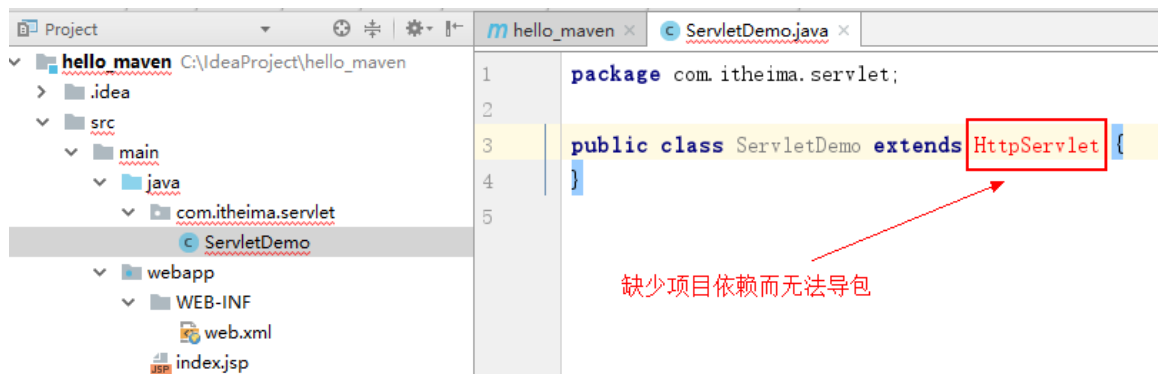 Project
hello_maven C:\IdeaProject\hello_maven
.idea
src
main
java
com.itheima.servlet
ServletDemo
webapp
WEB-INF
web.xml
JSP index.jsp
m hello_maven ×
C ServletDemo.java ×
1 package com.itheima.servlet;
2
3 public class ServletDemo extends HttpServlet {
4 }
5
缺少项目依赖而无法导包